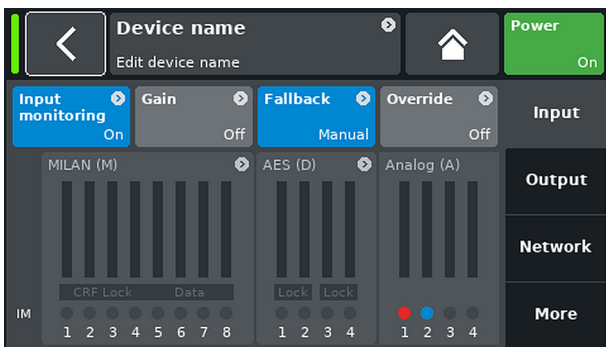 Device name
Edit device name
Power
On
Input monitoring
On
Gain
Off
Fallback
Manual
Override
Off
Input
MILAN (M)
AES (D)
Analog (A)
Output
Network
CRF Lock
Data
Lock
Lock
IM
More
1 2 3 4 5 6 7 8
1 2 3 4
1 2 3 4